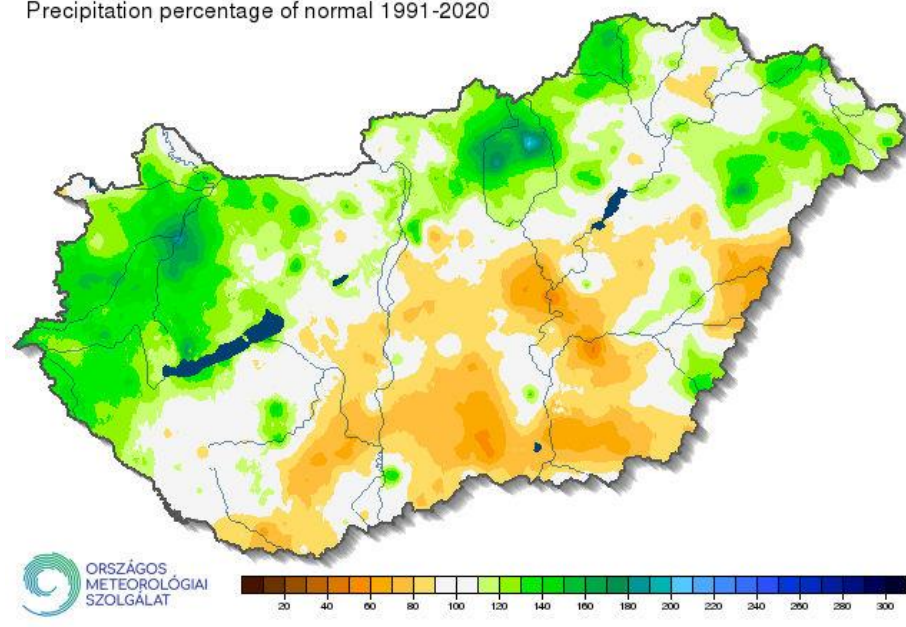 Precipitation percentage of normal 1991-2020
ORSZÁGOS
METEOROLÓGIAI
SZOLGÁLAT
20 40 60 80 100 120 140 160 180 200 220 240 260 280 300